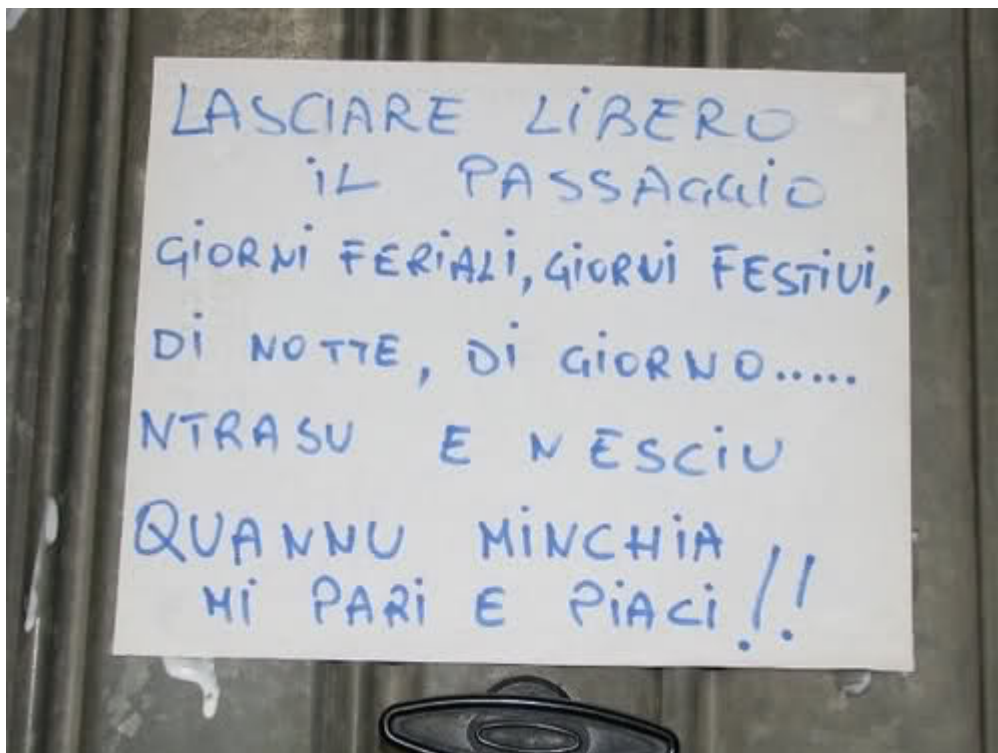 LASCIARE LiBERO
iL PASSAGGiO
GiORNi FERiALi, GiORNi FESTiVi,
Di NOTTE, Di GiORNO.....
NTRASU E NESCiU
QUANNU MiNCHiA
Mi PARi E PiACi!!